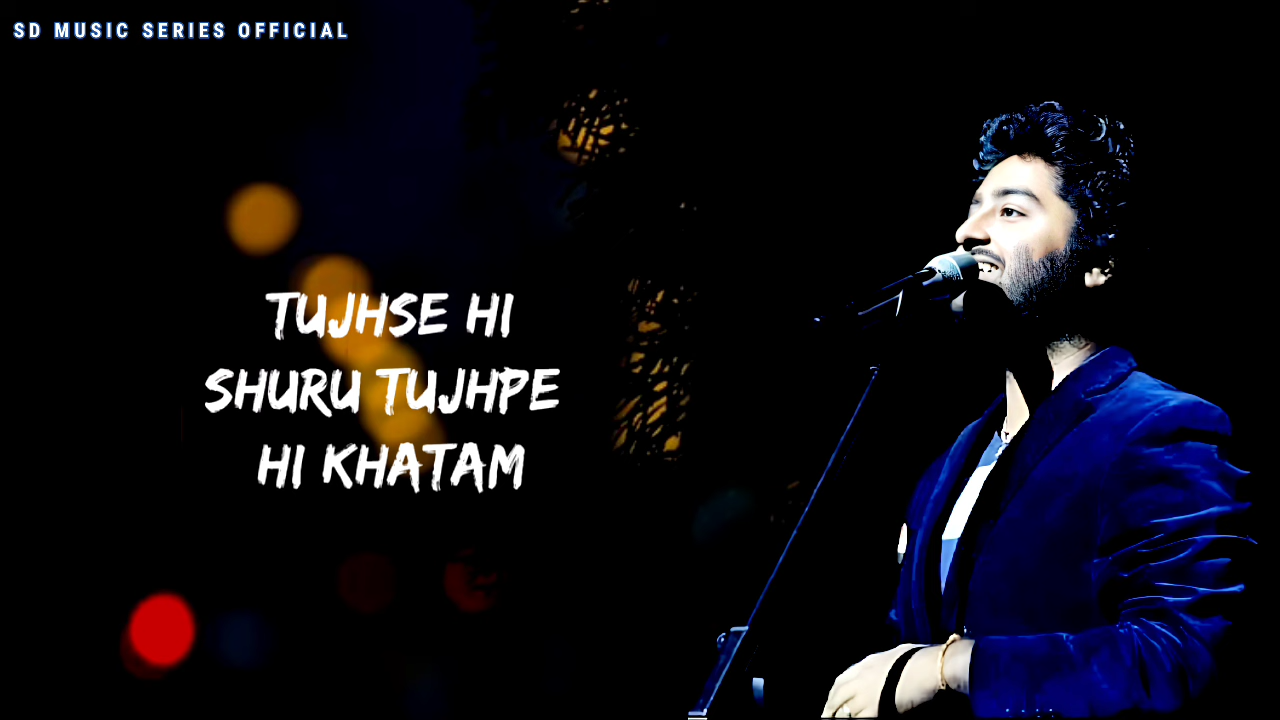 SD MUSIC SERIES OFFICIAL
TUJHSE HI
SHURU TUJHPE
HI KHATAM